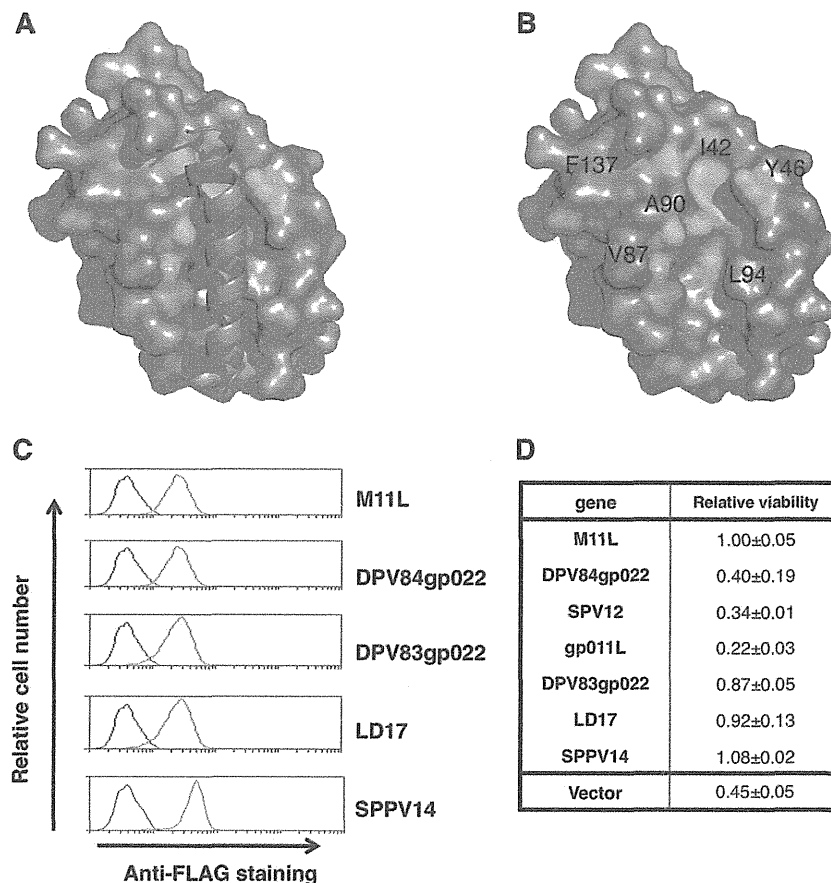 A
B
I42
F137
Y46
A90
V87
L94
C
M11L
DPV84gp022
DPV83gp022
LD17
SPPV14
Relative cell number
Anti-FLAG staining
D
gene Relative viability
M11L 1.00±0.05
DPV84gp022 0.40±0.19
SPV12 0.34±0.01
gp011L 0.22±0.03
DPV83gp022 0.87±0.05
LD17 0.92±0.13
SPPV14 1.08±0.02
Vector 0.45±0.05